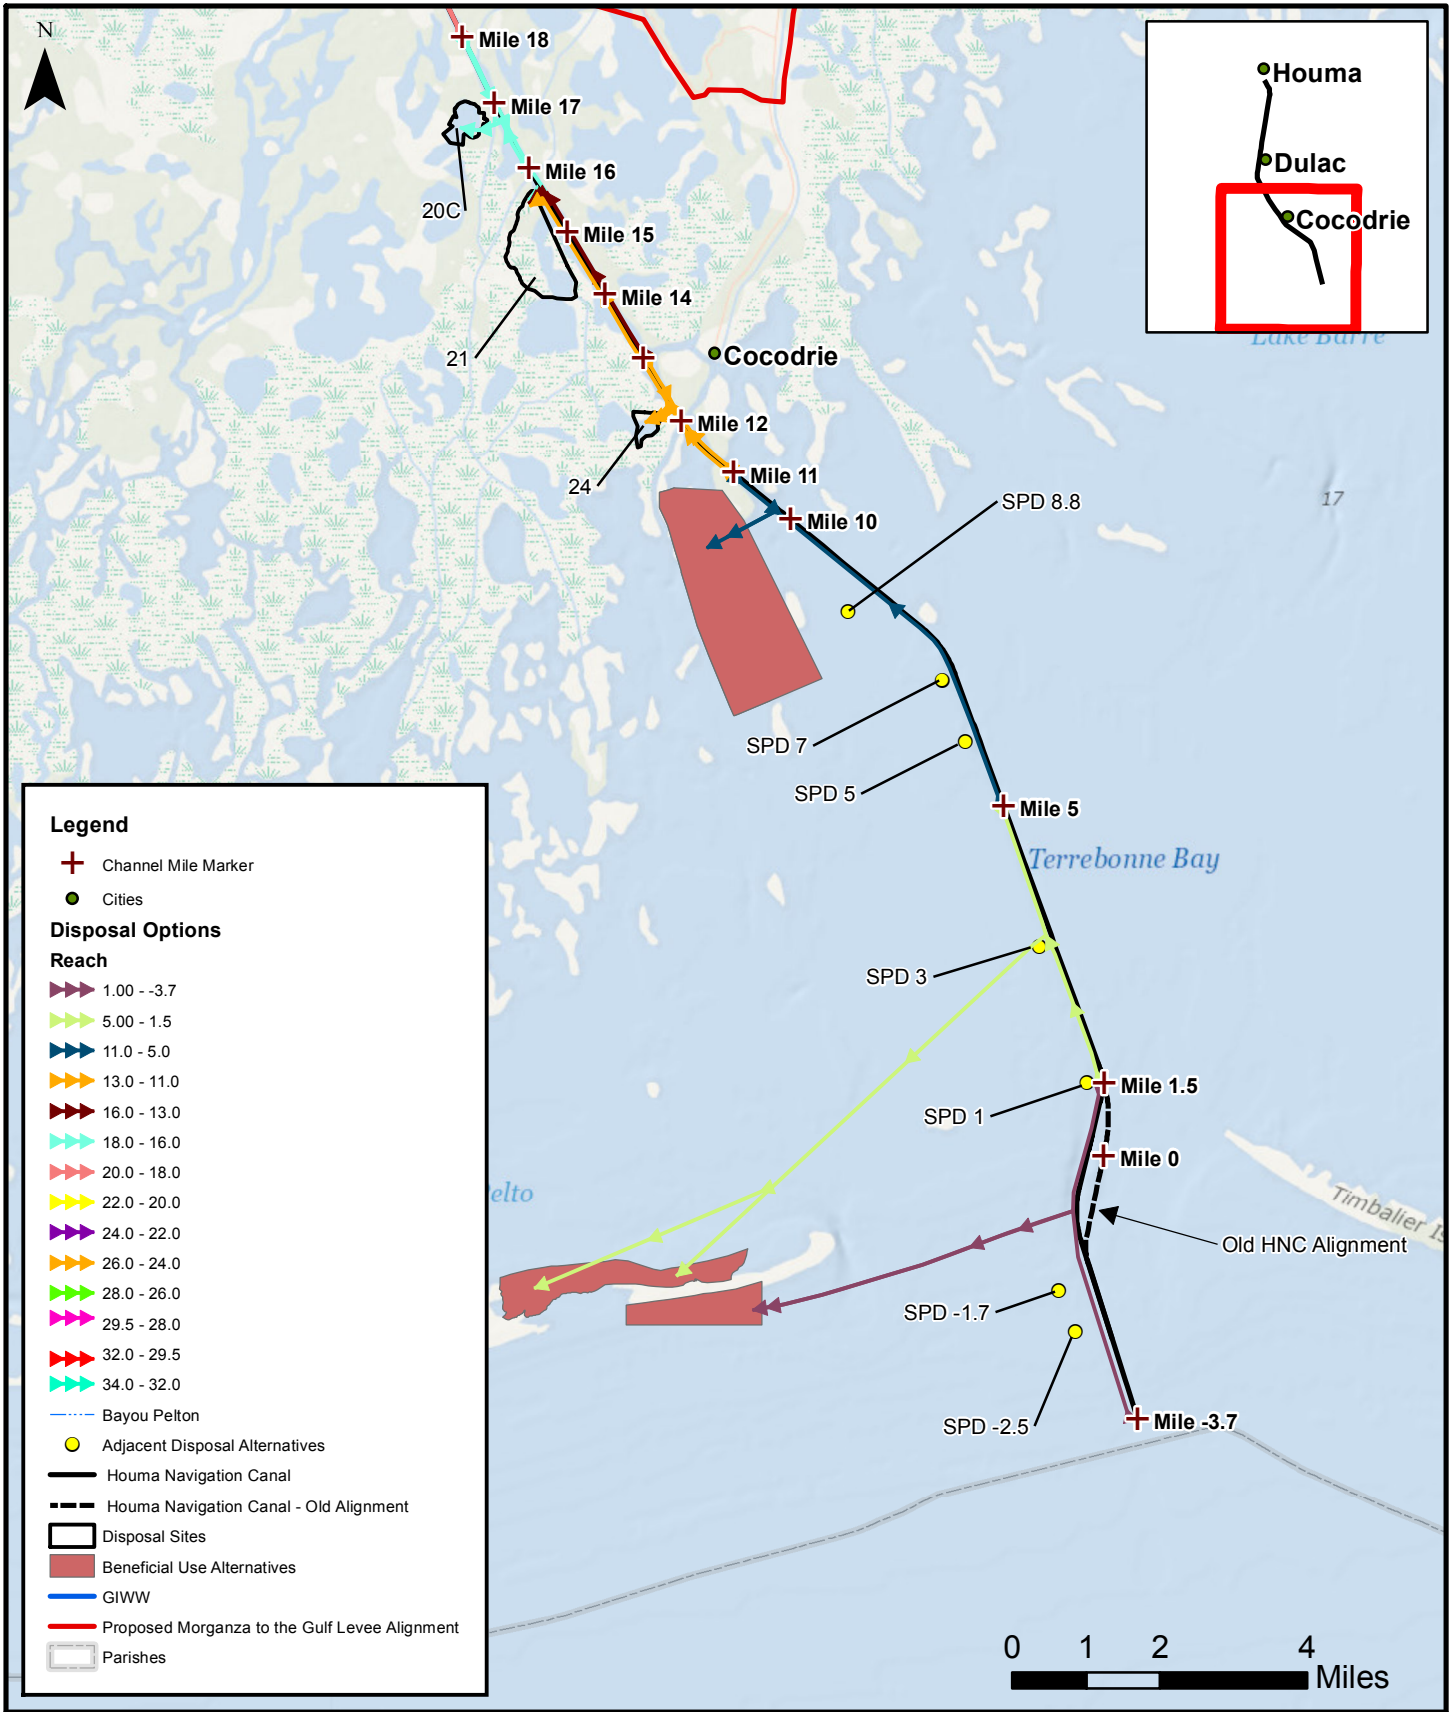 N
Mile 18
Mile 17
Mile 16
20C
Mile 15
Mile 14
21
Cocodrie
Mile 12
24
Mile 11
Mile 10
SPD 8.8
17
SPD 7
SPD 5
Mile 5
Terrebonne Bay
SPD 3
SPD 1
Mile 1.5
Mile 0
elto
Timbalier Is
Old HNC Alignment
SPD -1.7
SPD -2.5
Mile -3.7
Houma
Dulac
Cocodrie
Lake Barre
Legend
Channel Mile Marker
Cities
Disposal Options
Reach
1.00 - -3.7
5.00 - 1.5
11.0 - 5.0
13.0 - 11.0
16.0 - 13.0
18.0 - 16.0
20.0 - 18.0
22.0 - 20.0
24.0 - 22.0
26.0 - 24.0
28.0 - 26.0
29.5 - 28.0
32.0 - 29.5
34.0 - 32.0
Bayou Pelton
Adjacent Disposal Alternatives
Houma Navigation Canal
Houma Navigation Canal - Old Alignment
Disposal Sites
Beneficial Use Alternatives
GIWW
Proposed Morganza to the Gulf Levee Alignment
Parishes
0 1 2 4
Miles